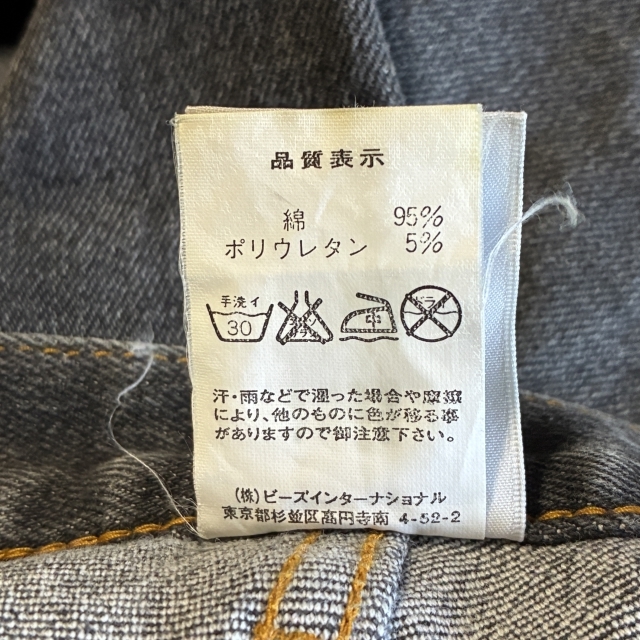 品質表示
綿 95%
ポリウレタン 5%
手洗イ
30
中
ドライ
汗・雨などで湿った場合や摩擦
により、他のものに色が移る事
がありますので御注意下さい。
(株)ビーズインターナショナル
東京都杉並区高円寺南 4-52-2